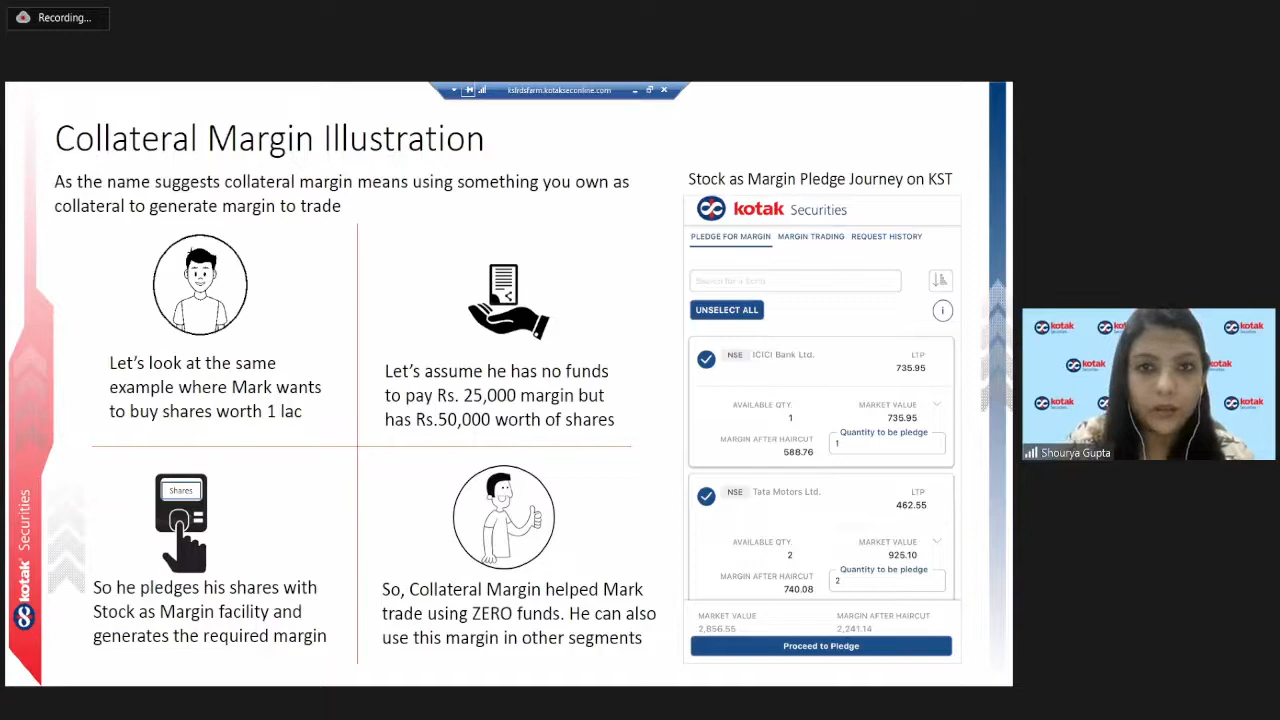 Recording...
ksfrdsfarm.kotakseconline.com
Collateral Margin Illustration
As the name suggests collateral margin means using something you own as
collateral to generate margin to trade
Let's look at the same
example where Mark wants
to buy shares worth 1 lac
Let's assume he has no funds
to pay Rs. 25,000 margin but
has Rs.50,000 worth of shares
Shares
So he pledges his shares with
Stock as Margin facility and
generates the required margin
So, Collateral Margin helped Mark
trade using ZERO funds. He can also
use this margin in other segments
kotak Securities
Stock as Margin Pledge Journey on KST
kotak Securities
PLEDGE FOR MARGIN MARGIN TRADING REQUEST HISTORY
UNSELECT ALL
i
NSE ICICI Bank Ltd. LTP
735.95
AVAILABLE QTY. MARKET VALUE
1 735.95
MARGIN AFTER HAIRCUT Quantity to be pledge
588.76 1
NSE Tata Motors Ltd. LTP
462.55
AVAILABLE QTY. MARKET VALUE
2 925.10
MARGIN AFTER HAIRCUT Quantity to be pledge
740.08 2
MARKET VALUE MARGIN AFTER HAIRCUT
2,856.55 2,241.14
Proceed to Pledge
kotak
Securities
Shourya Gupta